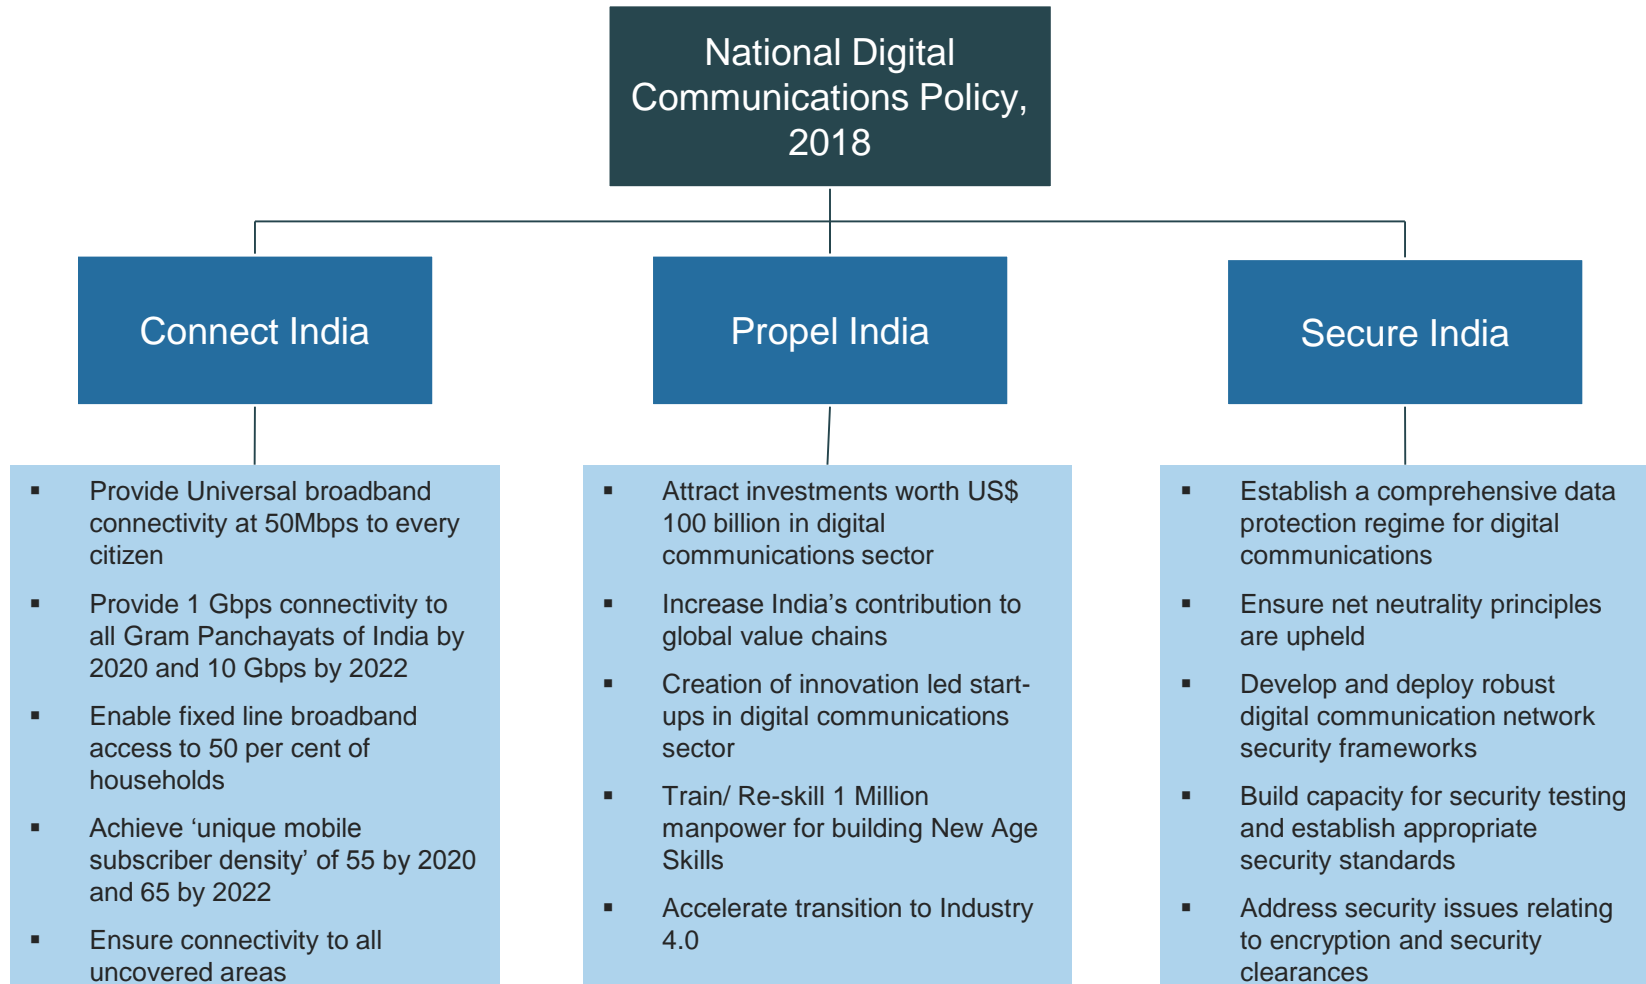 National Digital
Communications Policy,
2018
Connect India
Propel India
Secure India
▪ Provide Universal broadband
connectivity at 50Mbps to every
citizen
▪ Provide 1 Gbps connectivity to
all Gram Panchayats of India by
2020 and 10 Gbps by 2022
▪ Enable fixed line broadband
access to 50 per cent of
households
▪ Achieve ‘unique mobile
subscriber density’ of 55 by 2020
and 65 by 2022
▪ Ensure connectivity to all
uncovered areas
▪ Attract investments worth US$
100 billion in digital
communications sector
▪ Increase India’s contribution to
global value chains
▪ Creation of innovation led start-
ups in digital communications
sector
▪ Train/ Re-skill 1 Million
manpower for building New Age
Skills
▪ Accelerate transition to Industry
4.0
▪ Establish a comprehensive data
protection regime for digital
communications
▪ Ensure net neutrality principles
are upheld
▪ Develop and deploy robust
digital communication network
security frameworks
▪ Build capacity for security testing
and establish appropriate
security standards
▪ Address security issues relating
to encryption and security
clearances